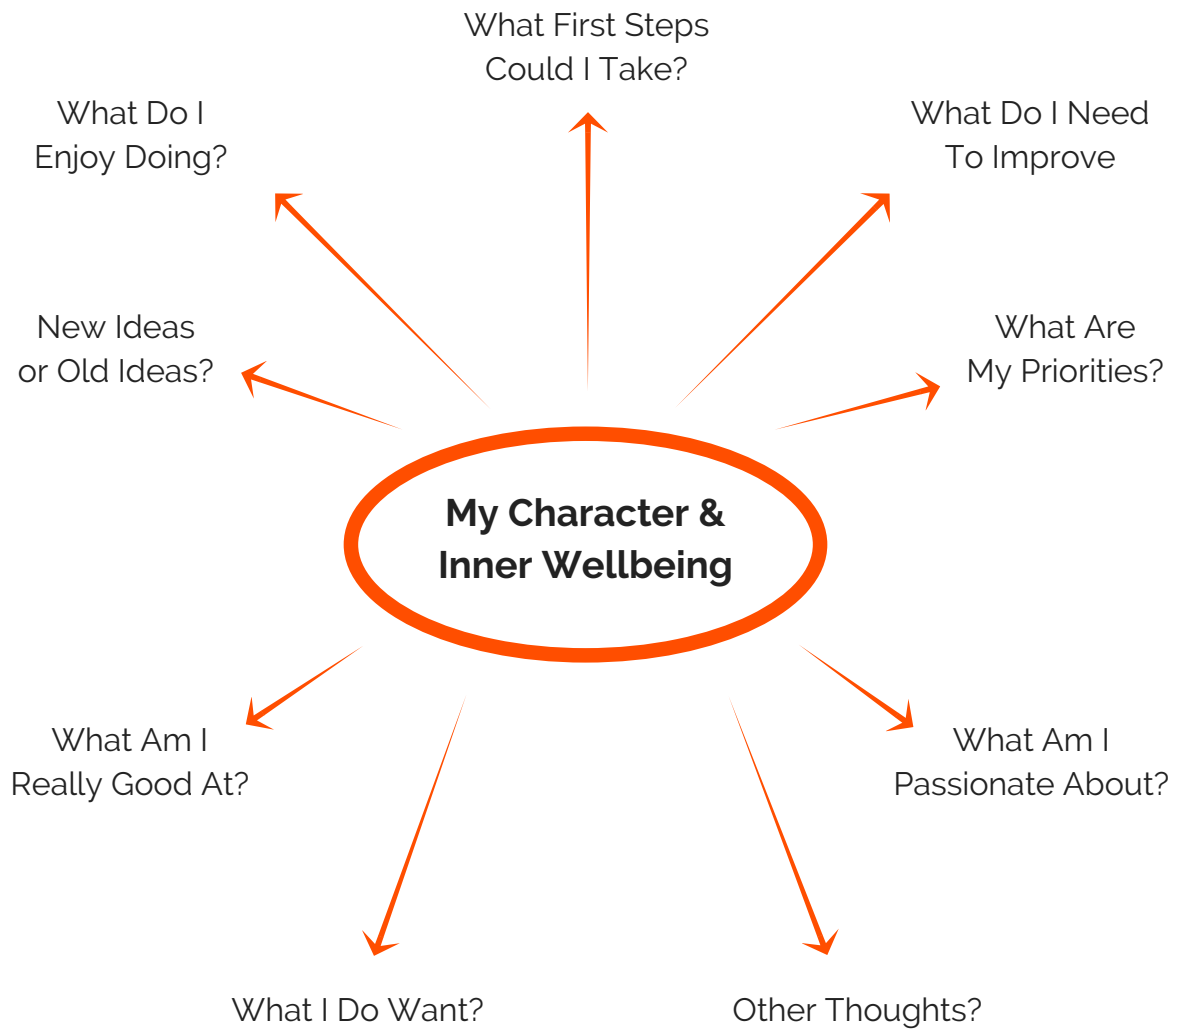 What First Steps
Could I Take?
What Do I
Enjoy Doing?
What Do I Need
To Improve
New Ideas
or Old Ideas?
What Are
My Priorities?
My Character &
Inner Wellbeing
What Am I
Really Good At?
What Am I
Passionate About?
What I Do Want?
Other Thoughts?